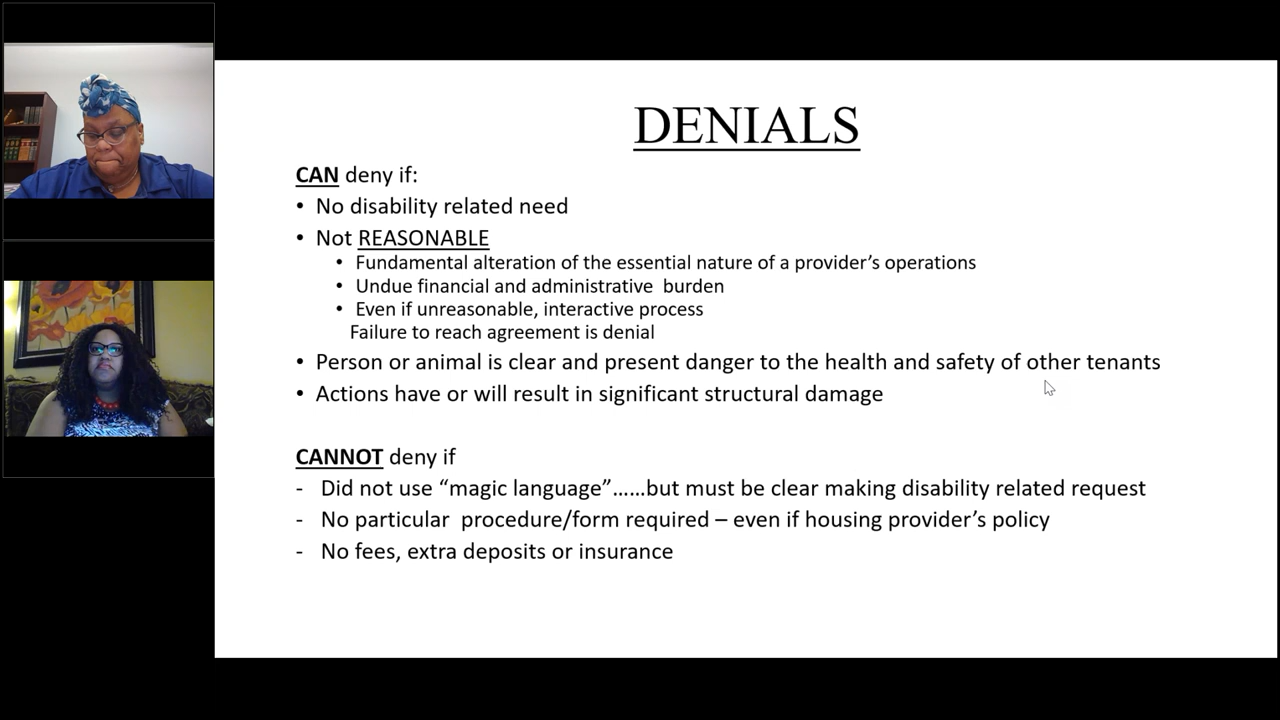 DENIALS
CAN deny if:
• No disability related need
• Not REASONABLE
• Fundamental alteration of the essential nature of a provider’s operations
• Undue financial and administrative  burden
• Even if unreasonable, interactive process
Failure to reach agreement is denial
• Person or animal is clear and present danger to the health and safety of other tenants
• Actions have or will result in significant structural damage
CANNOT deny if
- Did not use “magic language”……but must be clear making disability related request
- No particular  procedure/form required – even if housing provider’s policy
- No fees, extra deposits or insurance